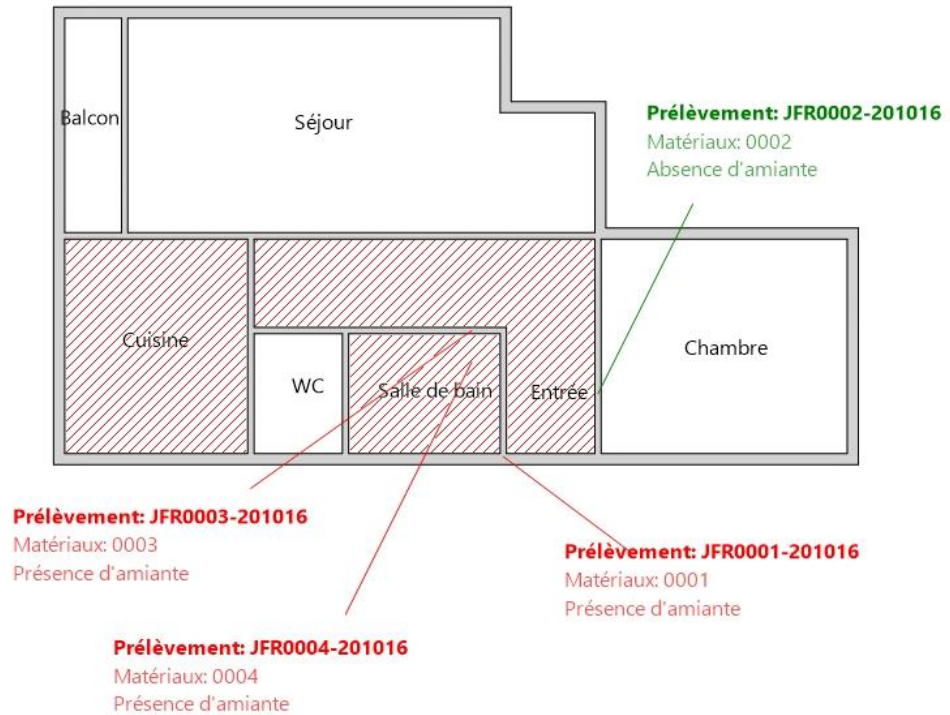 Balcon
Séjour
Prélèvement: JFR0002-201016
Matériaux: 0002
Absence d'amiante
Cuisine
WC
Salle de bain
Entrée
Chambre
Prélèvement: JFR0003-201016
Matériaux: 0003
Présence d'amiante
Prélèvement: JFR0001-201016
Matériaux: 0001
Présence d'amiante
Prélèvement: JFR0004-201016
Matériaux: 0004
Présence d'amiante